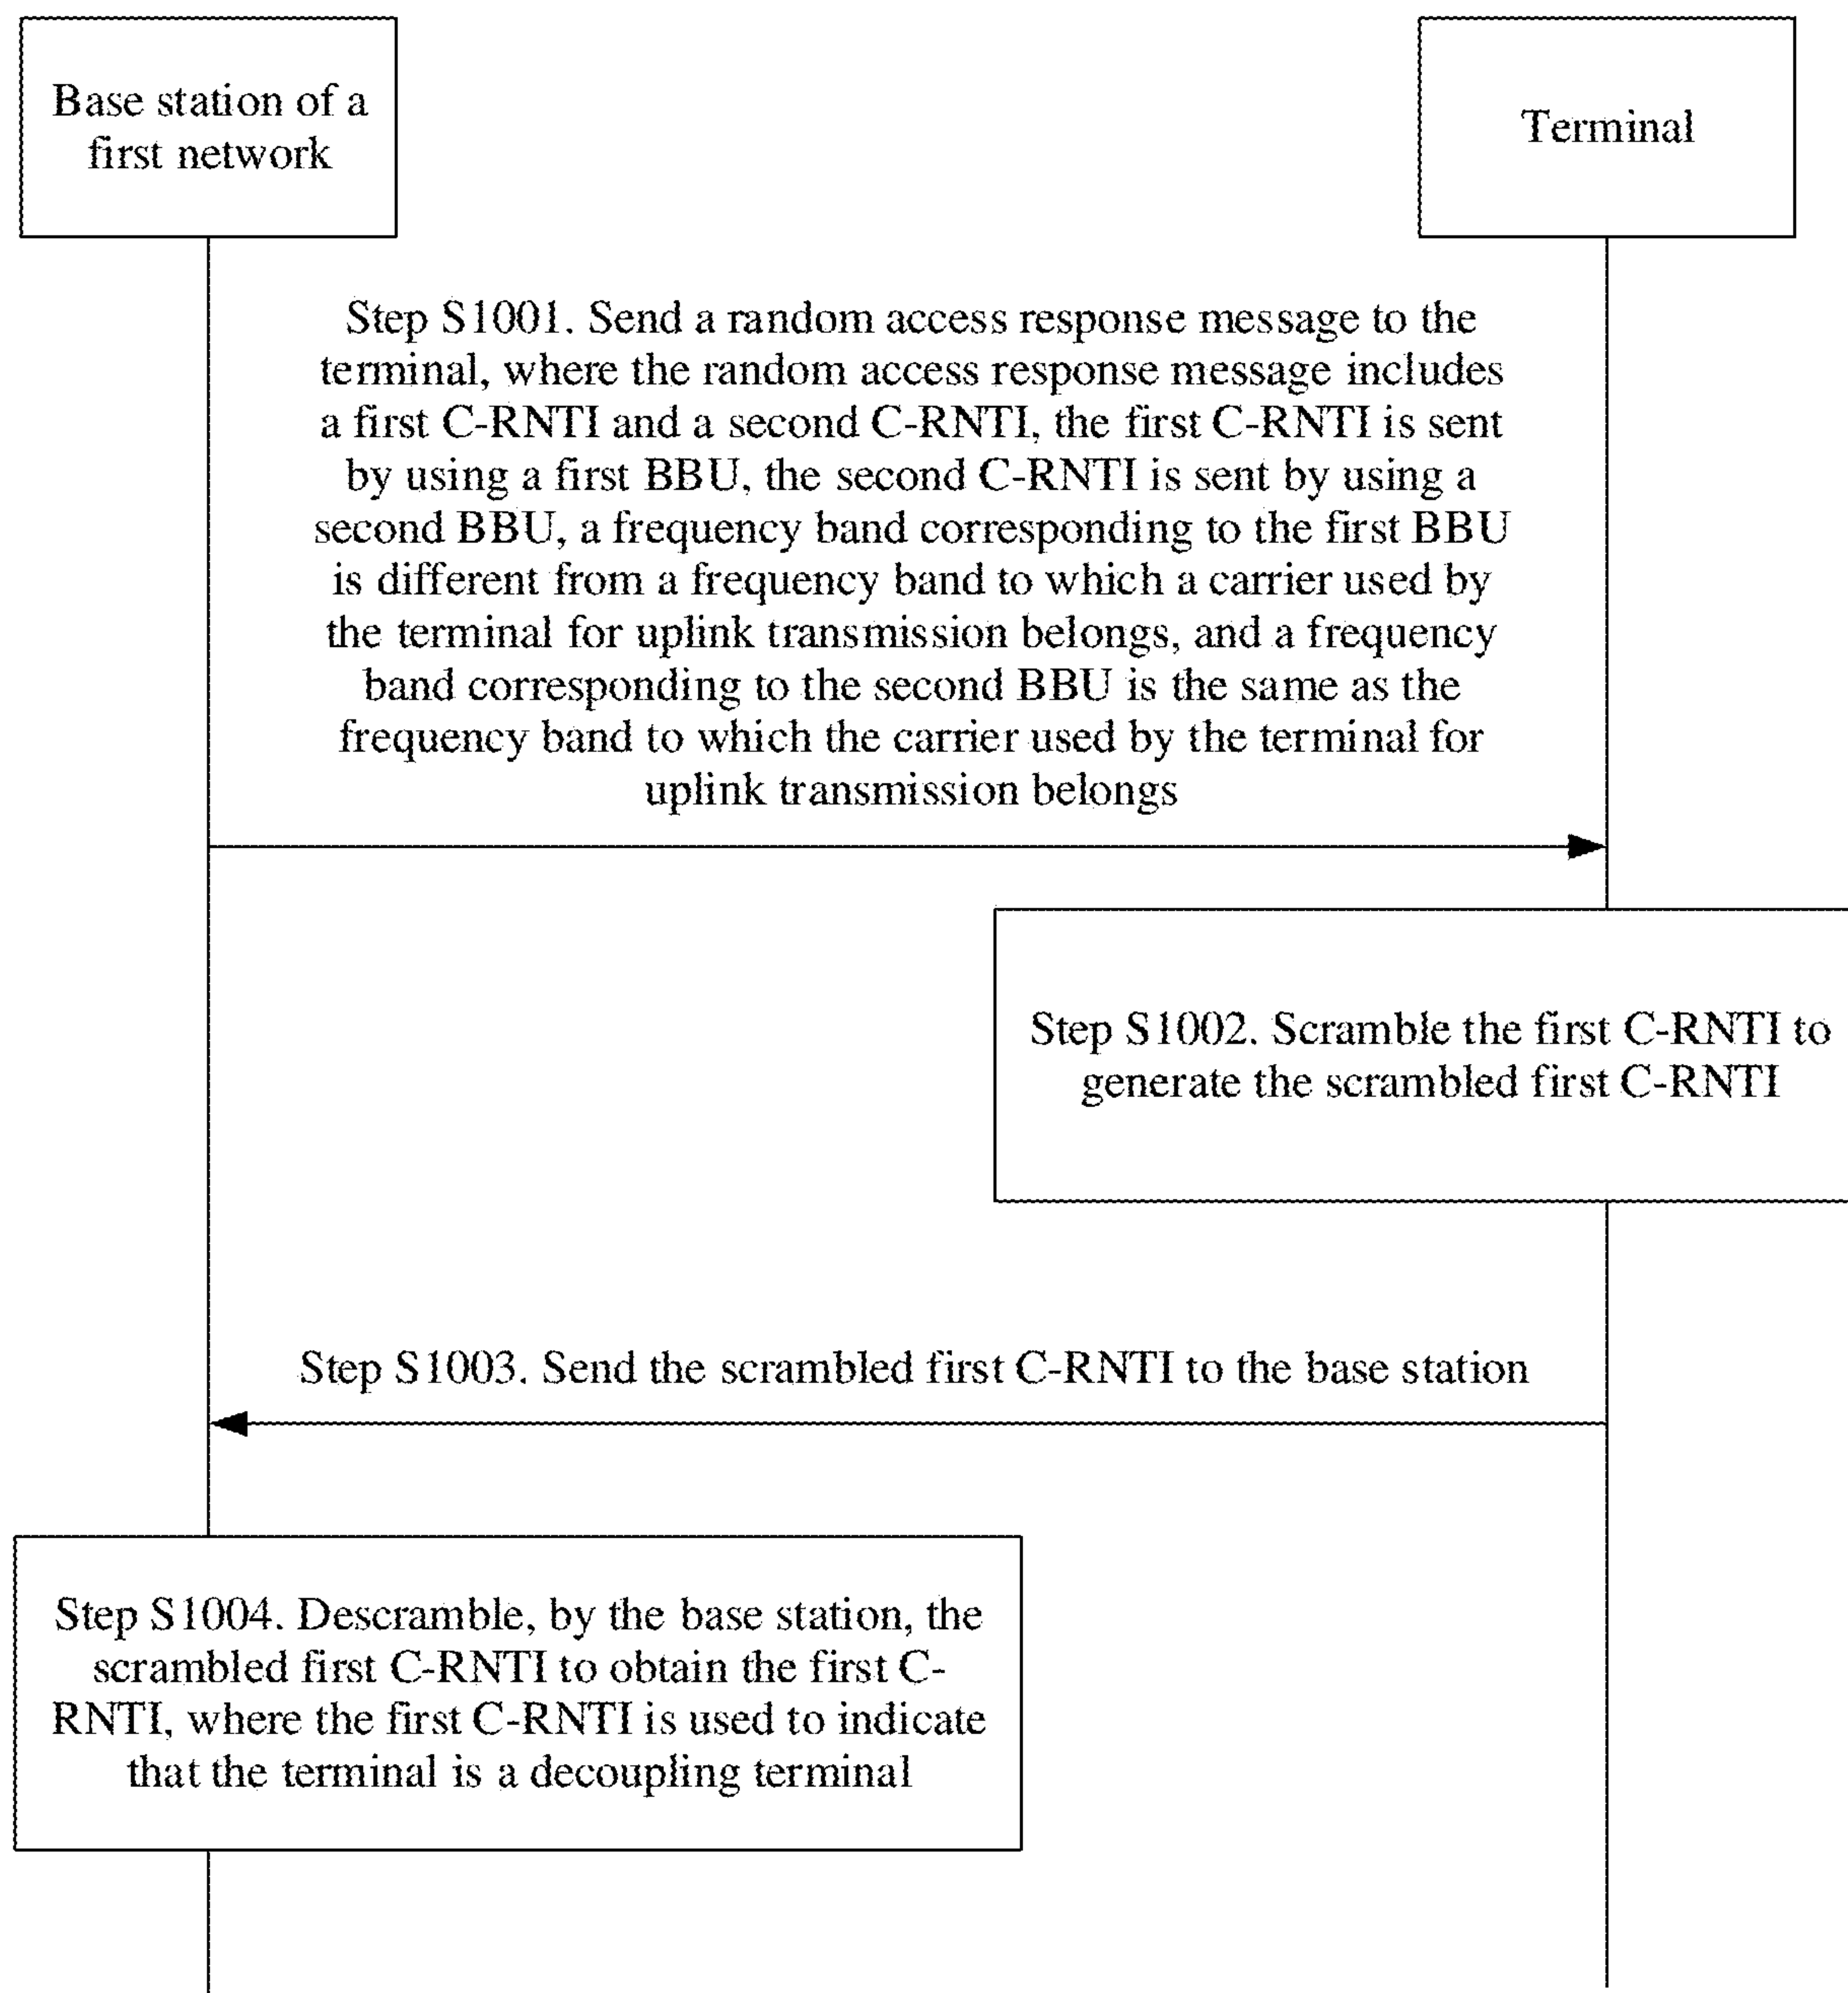 Base station of a
first network
Terminal
Step S1001. Send a random access response message to the
terminal, where the random access response message includes
a first C-RNTI and a second C-RNTI, the first C-RNTI is sent
by using a first BBU, the second C-RNTI is sent by using a
second BBU, a frequency band corresponding to the first BBU
is different from a frequency band to which a carrier used by
the terminal for uplink transmission belongs, and a frequency
band corresponding to the second BBU is the same as the
frequency band to which the carrier used by the terminal for
uplink transmission belongs
Step S1002. Scramble the first C-RNTI to
generate the scrambled first C-RNTI
Step S1003. Send the scrambled first C-RNTI to the base station
Step S1004. Descramble, by the base station, the
scrambled first C-RNTI to obtain the first C-
RNTI, where the first C-RNTI is used to indicate
that the terminal is a decoupling terminal